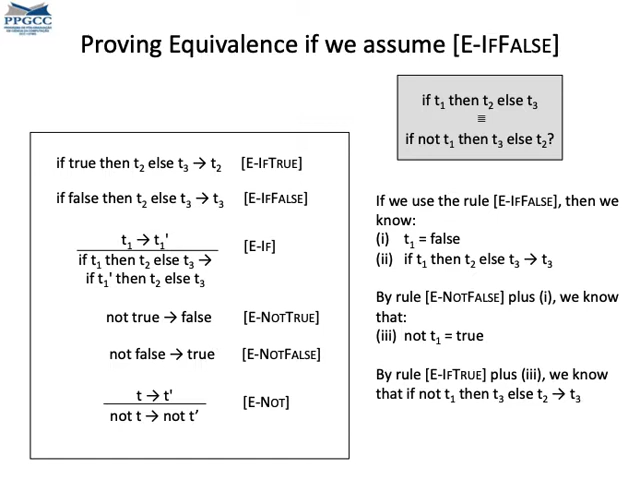 PPGCC
Proving Equivalence if we assume [E-IFFALSE]
if t₁ then t₂ else t₃
≡
if not t₁ then t₃ else t₂?
if true then t₂ else t₃ → t₂ [E-IFTRUE]
if false then t₂ else t₃ → t₃ [E-IFFALSE]
t₁ → t₁'
[E-IF]
if t₁ then t₂ else t₃ →
if t₁' then t₂ else t₃
not true → false [E-NOTTRUE]
not false → true [E-NOTFALSE]
t → t'
[E-NOT]
not t → not t’
If we use the rule [E-IFFALSE], then we
know:
(i) t₁ = false
(ii) if t₁ then t₂ else t₃ → t₃
By rule [E-NOTFALSE] plus (i), we know
that:
(iii) not t₁ = true
By rule [E-IFTRUE] plus (iii), we know
that if not t₁ then t₃ else t₂ → t₃